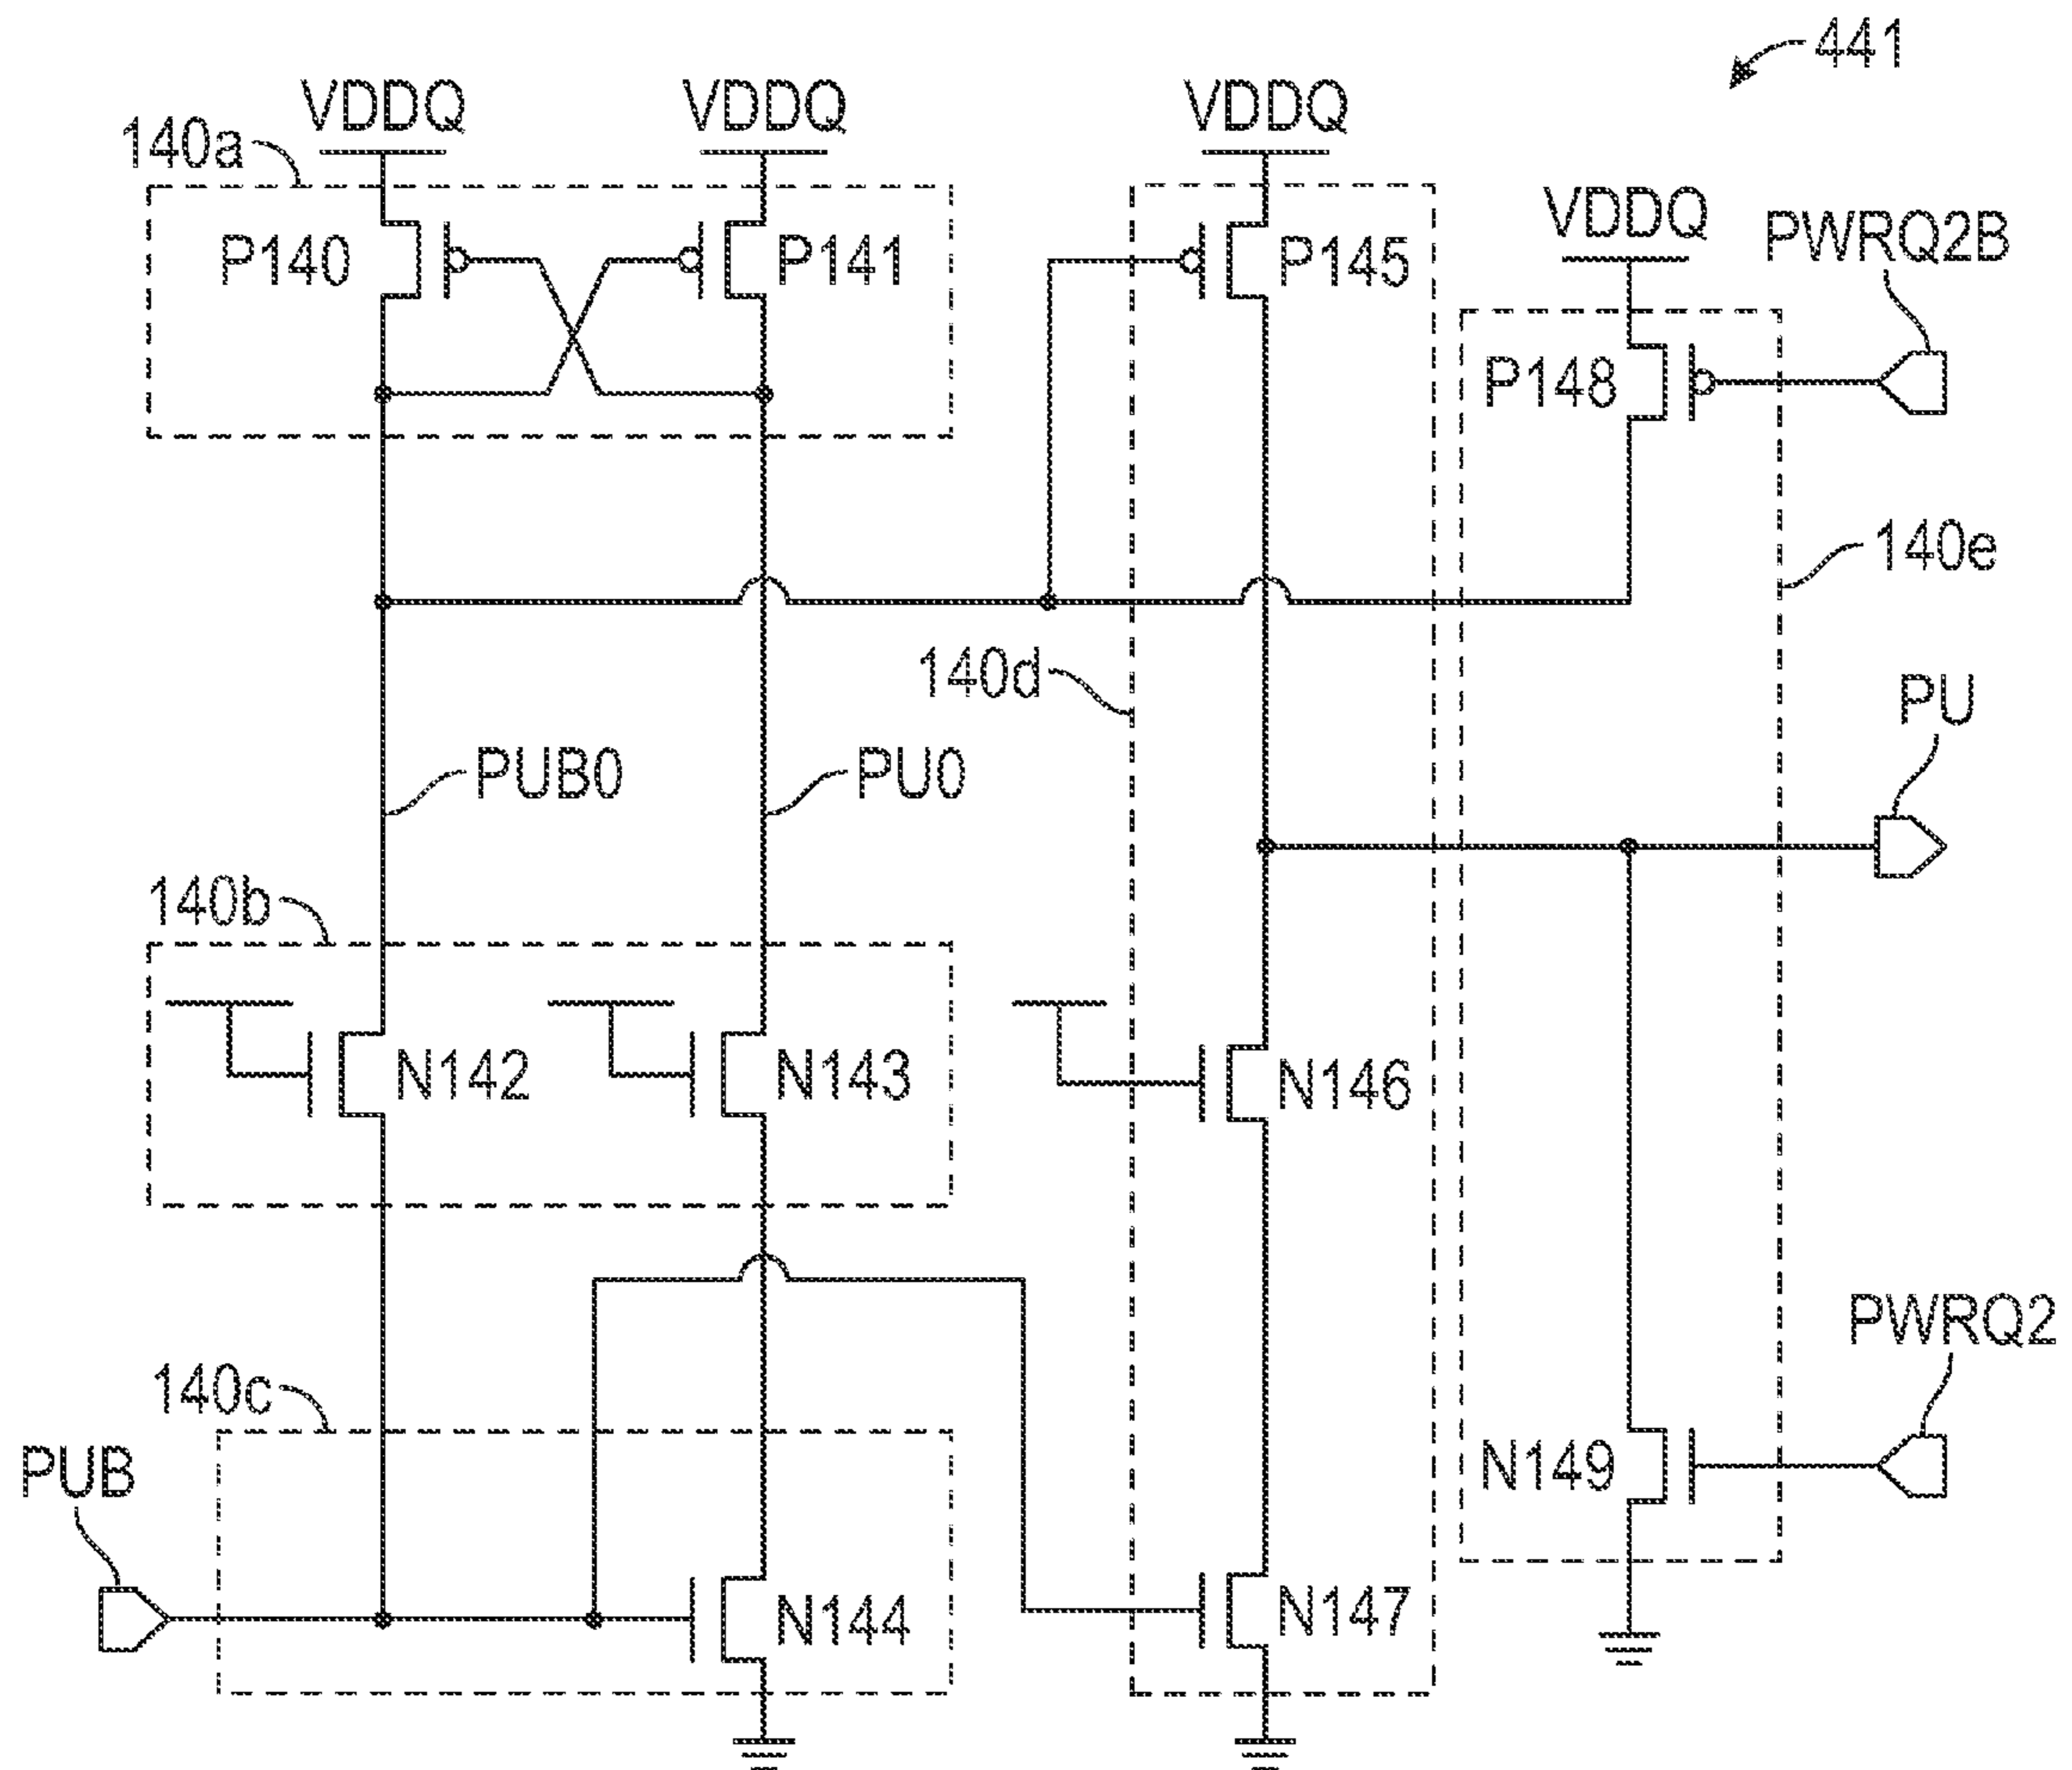 441
VDDQ
VDDQ
VDDQ
140a
VDDQ
PWRQ2B
P140
P141
P145
P148
140e
140d
PU
PUB0
PU0
140b
N142
N143
N146
PWRQ2
140c
PUB
N149
N144
N147